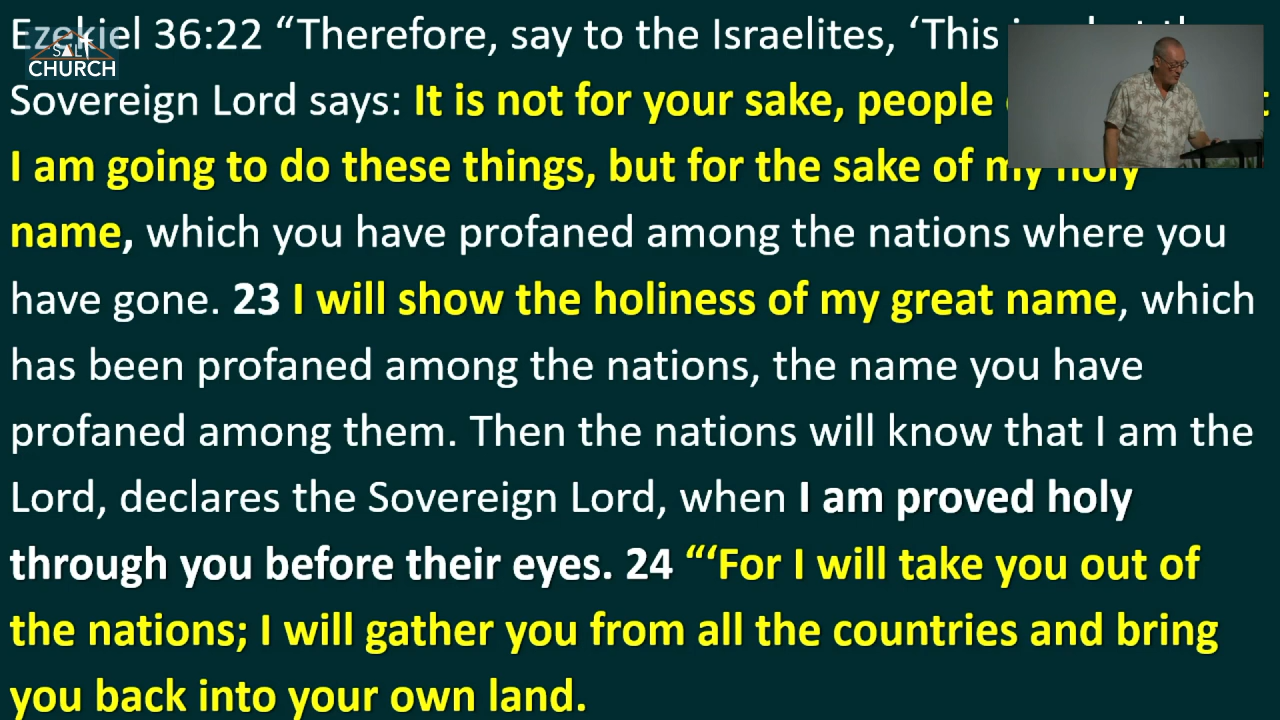 Ezekiel 36:22 “Therefore, say to the Israelites, ‘This
SALT
CHURCH
Sovereign Lord says: It is not for your sake, people
I am going to do these things, but for the sake of my holy
name, which you have profaned among the nations where you
have gone. 23 I will show the holiness of my great name, which
has been profaned among the nations, the name you have
profaned among them. Then the nations will know that I am the
Lord, declares the Sovereign Lord, when I am proved holy
through you before their eyes. 24 “‘For I will take you out of
the nations; I will gather you from all the countries and bring
you back into your own land.